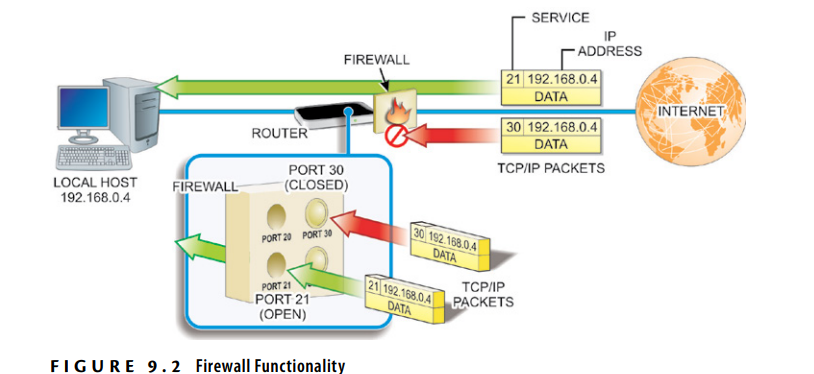 SERVICE
IP
ADDRESS
FIREWALL
21 192.168.0.4
DATA
INTERNET
ROUTER
30 192.168.0.4
DATA
TCP/IP PACKETS
LOCAL HOST
192.168.0.4
FIREWALL
PORT 30
(CLOSED)
PORT 20
PORT 30
30 192.168.0.4
DATA
PORT 21
21 192.168.0.4
DATA
TCP/IP
PACKETS
PORT 21
(OPEN)
FIGURE 9.2 Firewall Functionality